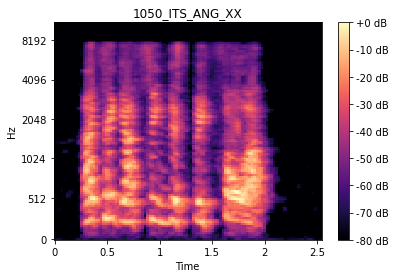 1050_ITS_ANG_XX
+0 dB
8192
-10 dB
4096
-20 dB
-30 dB
2048
Hz
-40 dB
1024
-50 dB
512
-60 dB
-70 dB
0
-80 dB
0
0.5
1
1.5
2
2.5
Time